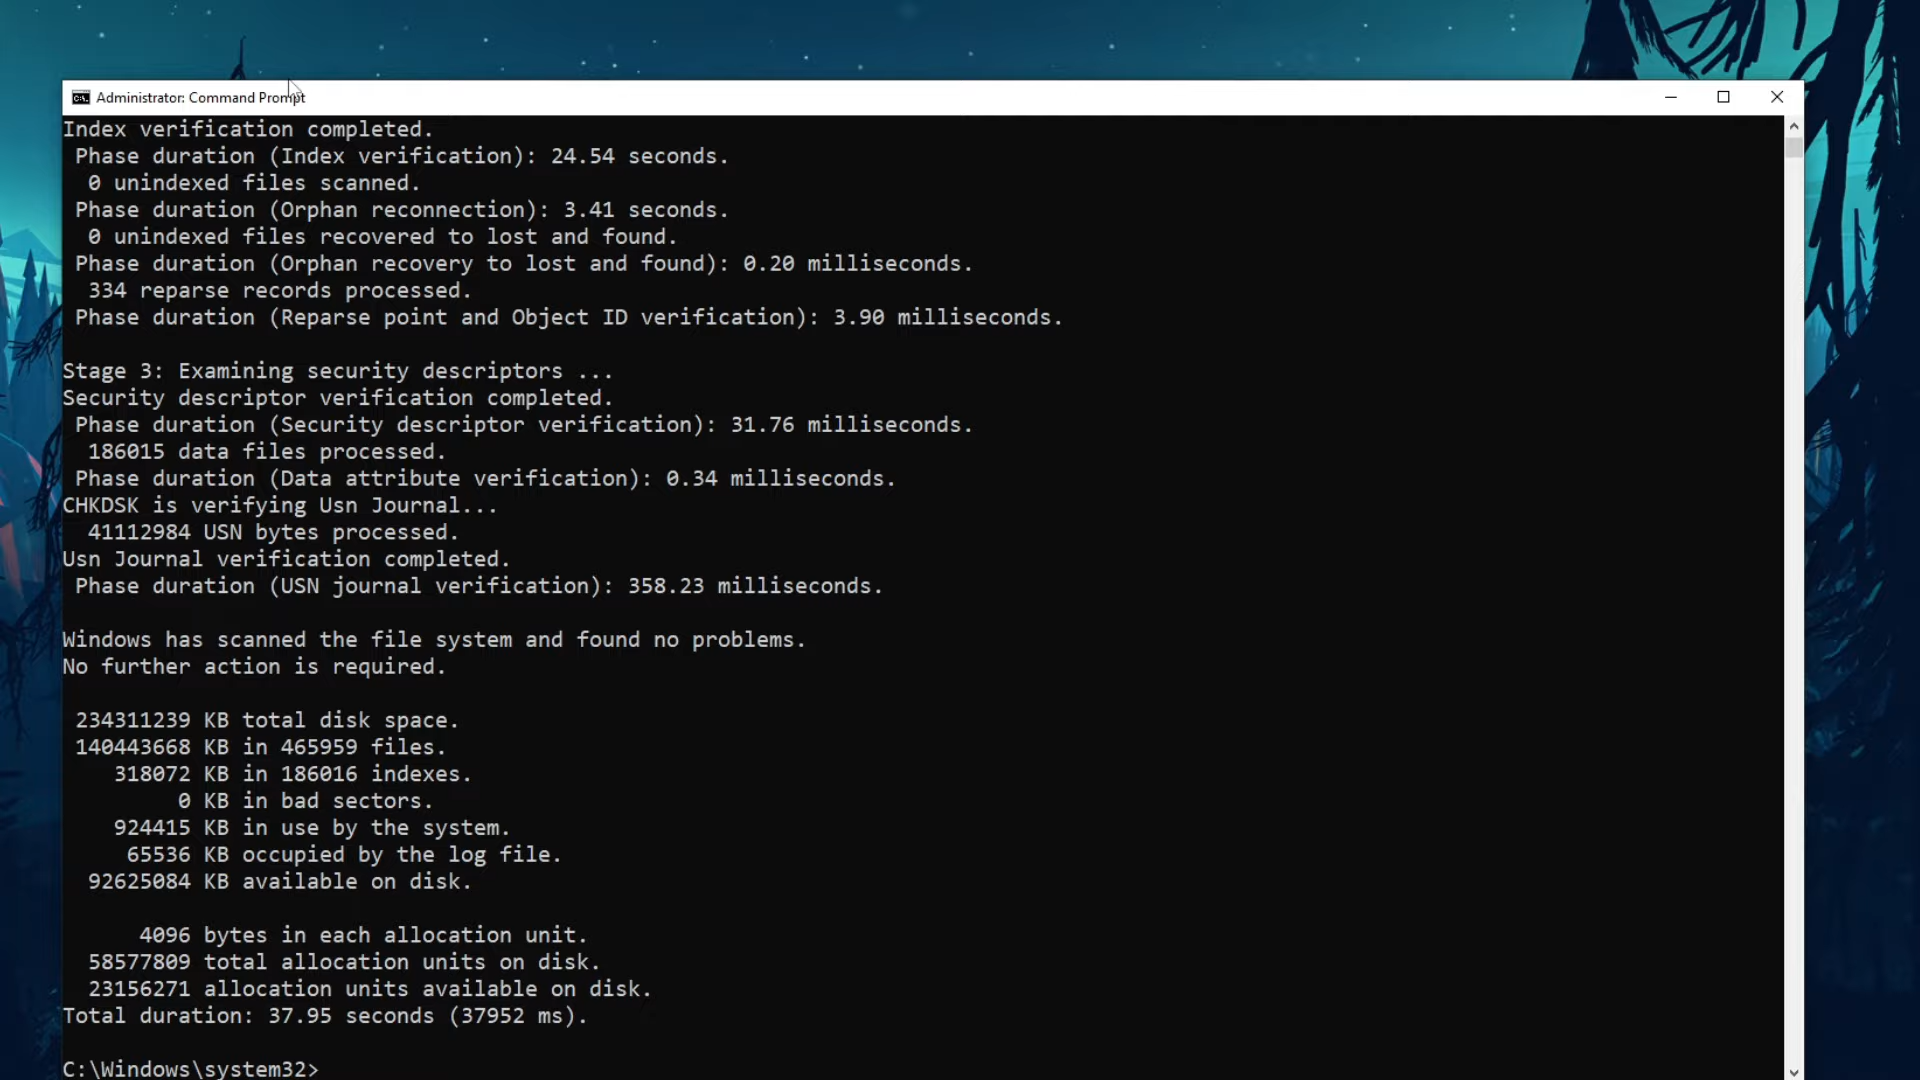 Administrator: Command Prompt
Index verification completed.
 Phase duration (Index verification): 24.54 seconds.
  0 unindexed files scanned.
 Phase duration (Orphan reconnection): 3.41 seconds.
  0 unindexed files recovered to lost and found.
 Phase duration (Orphan recovery to lost and found): 0.20 milliseconds.
  334 reparse records processed.
 Phase duration (Reparse point and Object ID verification): 3.90 milliseconds.
Stage 3: Examining security descriptors ...
Security descriptor verification completed.
 Phase duration (Security descriptor verification): 31.76 milliseconds.
  186015 data files processed.
 Phase duration (Data attribute verification): 0.34 milliseconds.
CHKDSK is verifying Usn Journal...
  41112984 USN bytes processed.
Usn Journal verification completed.
 Phase duration (USN journal verification): 358.23 milliseconds.
Windows has scanned the file system and found no problems.
No further action is required.
 234311239 KB total disk space.
 140443668 KB in 465959 files.
    318072 KB in 186016 indexes.
         0 KB in bad sectors.
    924415 KB in use by the system.
     65536 KB occupied by the log file.
  92625084 KB available on disk.
      4096 bytes in each allocation unit.
  58577809 total allocation units on disk.
  23156271 allocation units available on disk.
Total duration: 37.95 seconds (37952 ms).
C:\Windows\system32>